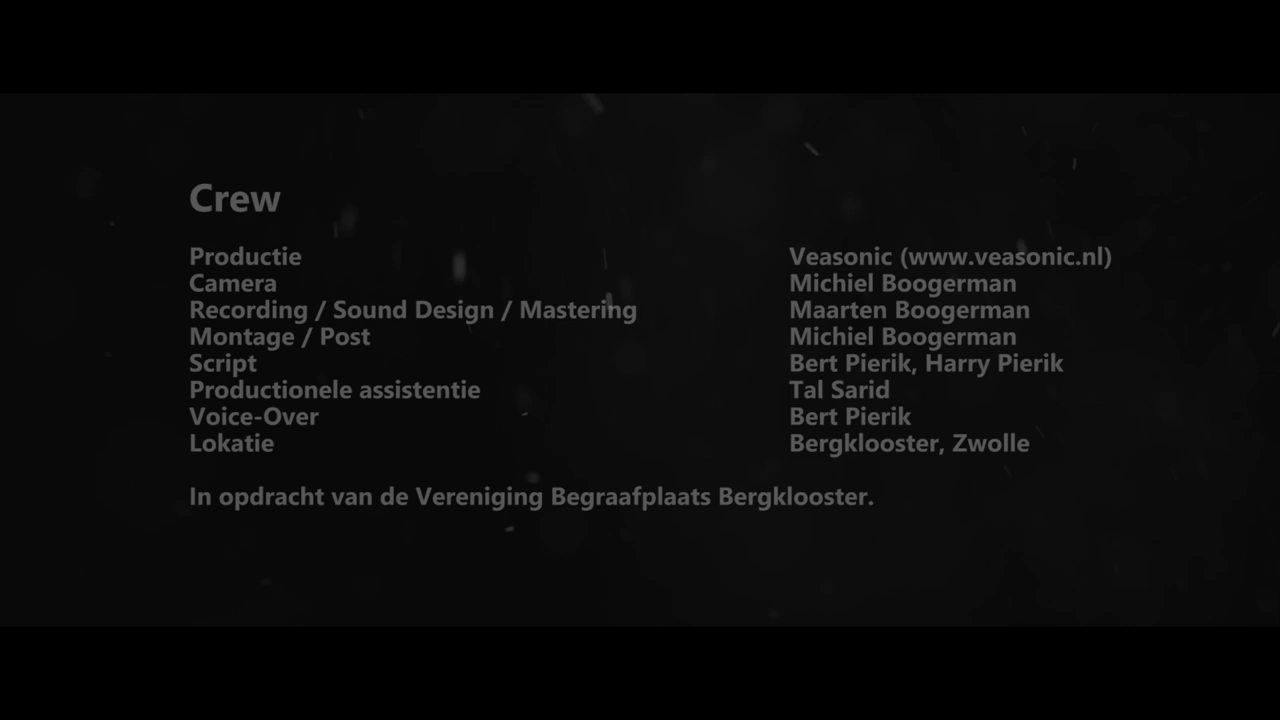 Crew
Productie Veasonic (www.veasonic.nl)
Camera Michiel Boogerman
Recording / Sound Design / Mastering Maarten Boogerman
Montage / Post Michiel Boogerman
Script Bert Pierik, Harry Pierik
Productionele assistentie Tal Sarid
Voice-Over Bert Pierik
Lokatie Bergklooster, Zwolle
In opdracht van de Vereniging Begraafplaats Bergklooster.